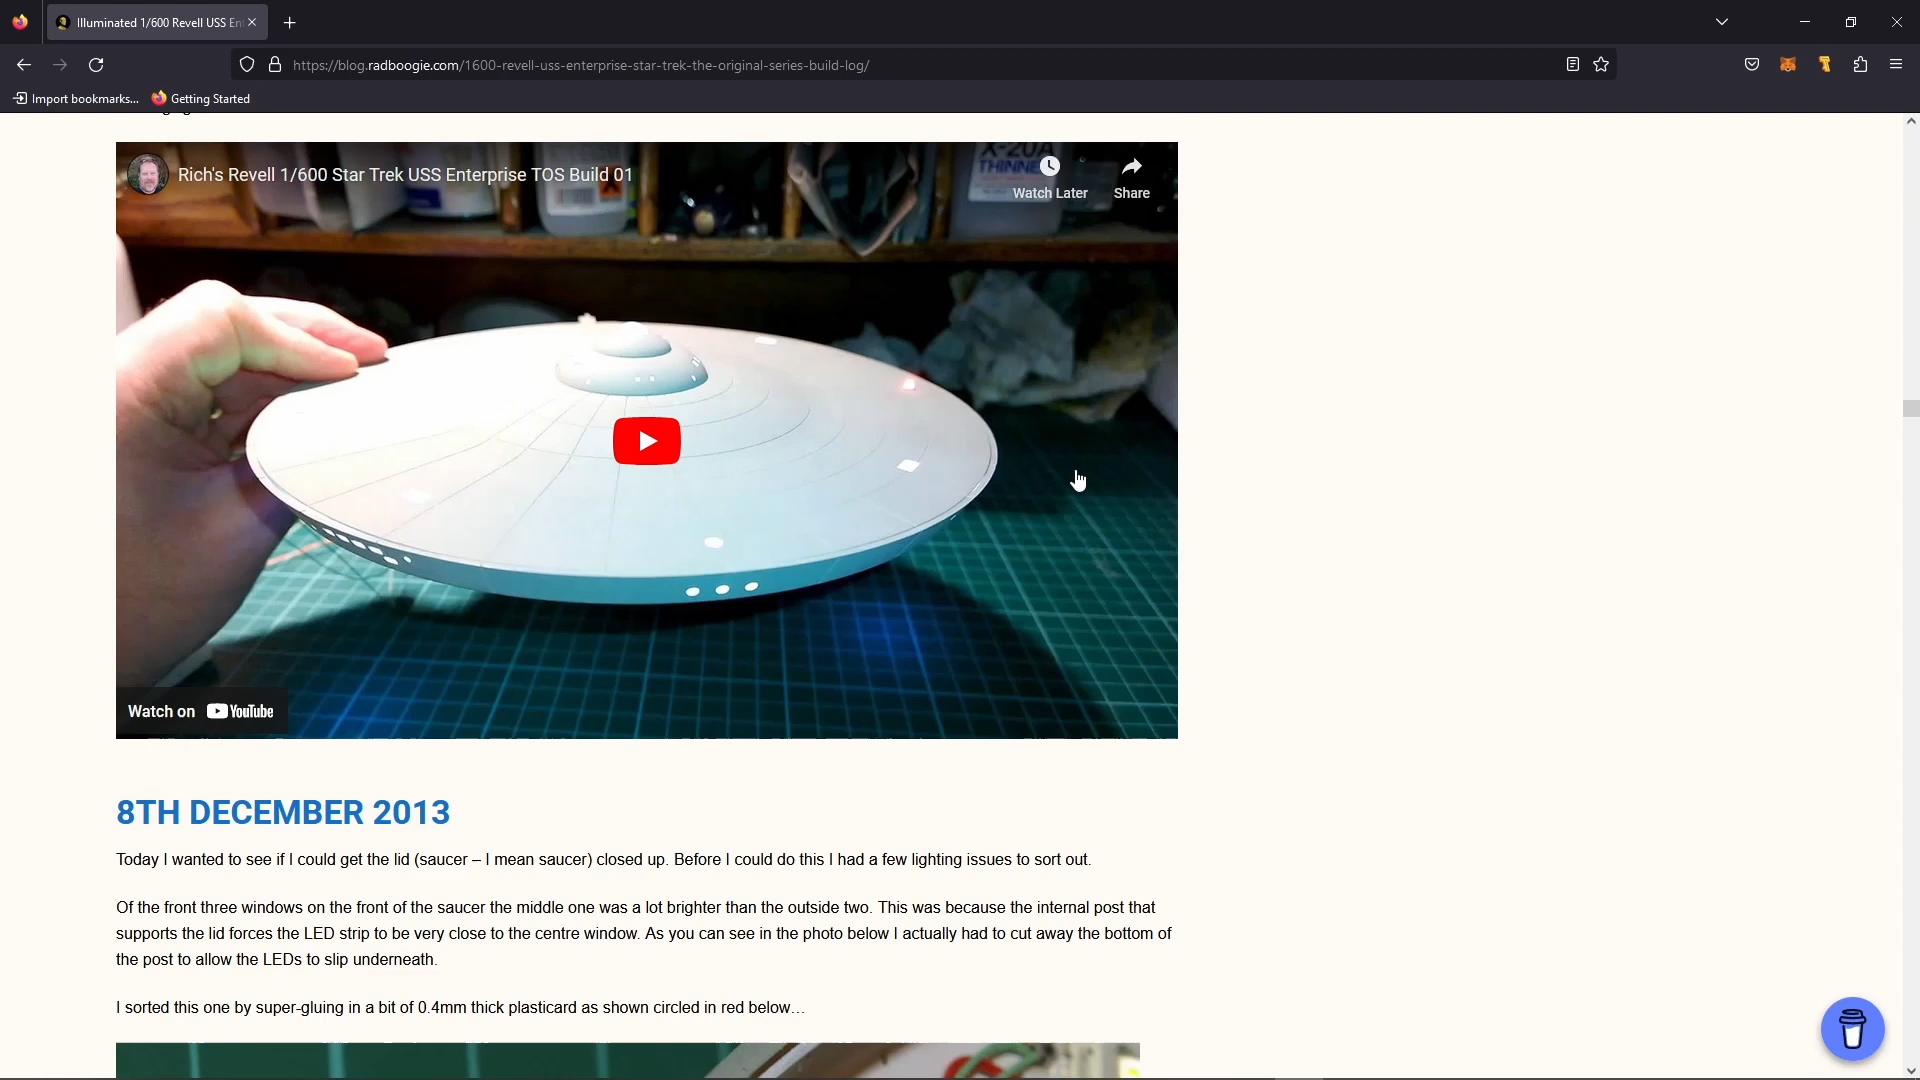 Illuminated 1/600 Revell USS En
https://blog.radboogie.com/1600-revell-uss-enterprise-star-trek-the-original-series-build-log/
Import bookmarks... Getting Started
Rich's Revell 1/600 Star Trek USS Enterprise TOS Build 01
X-20A
THINNE
Watch Later Share
Watch on YouTube
8TH DECEMBER 2013
Today I wanted to see if I could get the lid (saucer – I mean saucer) closed up. Before I could do this I had a few lighting issues to sort out.
Of the front three windows on the front of the saucer the middle one was a lot brighter than the outside two. This was because the internal post that
supports the lid forces the LED strip to be very close to the centre window. As you can see in the photo below I actually had to cut away the bottom of
the post to allow the LEDs to slip underneath.
I sorted this one by super-gluing in a bit of 0.4mm thick plasticard as shown circled in red below…